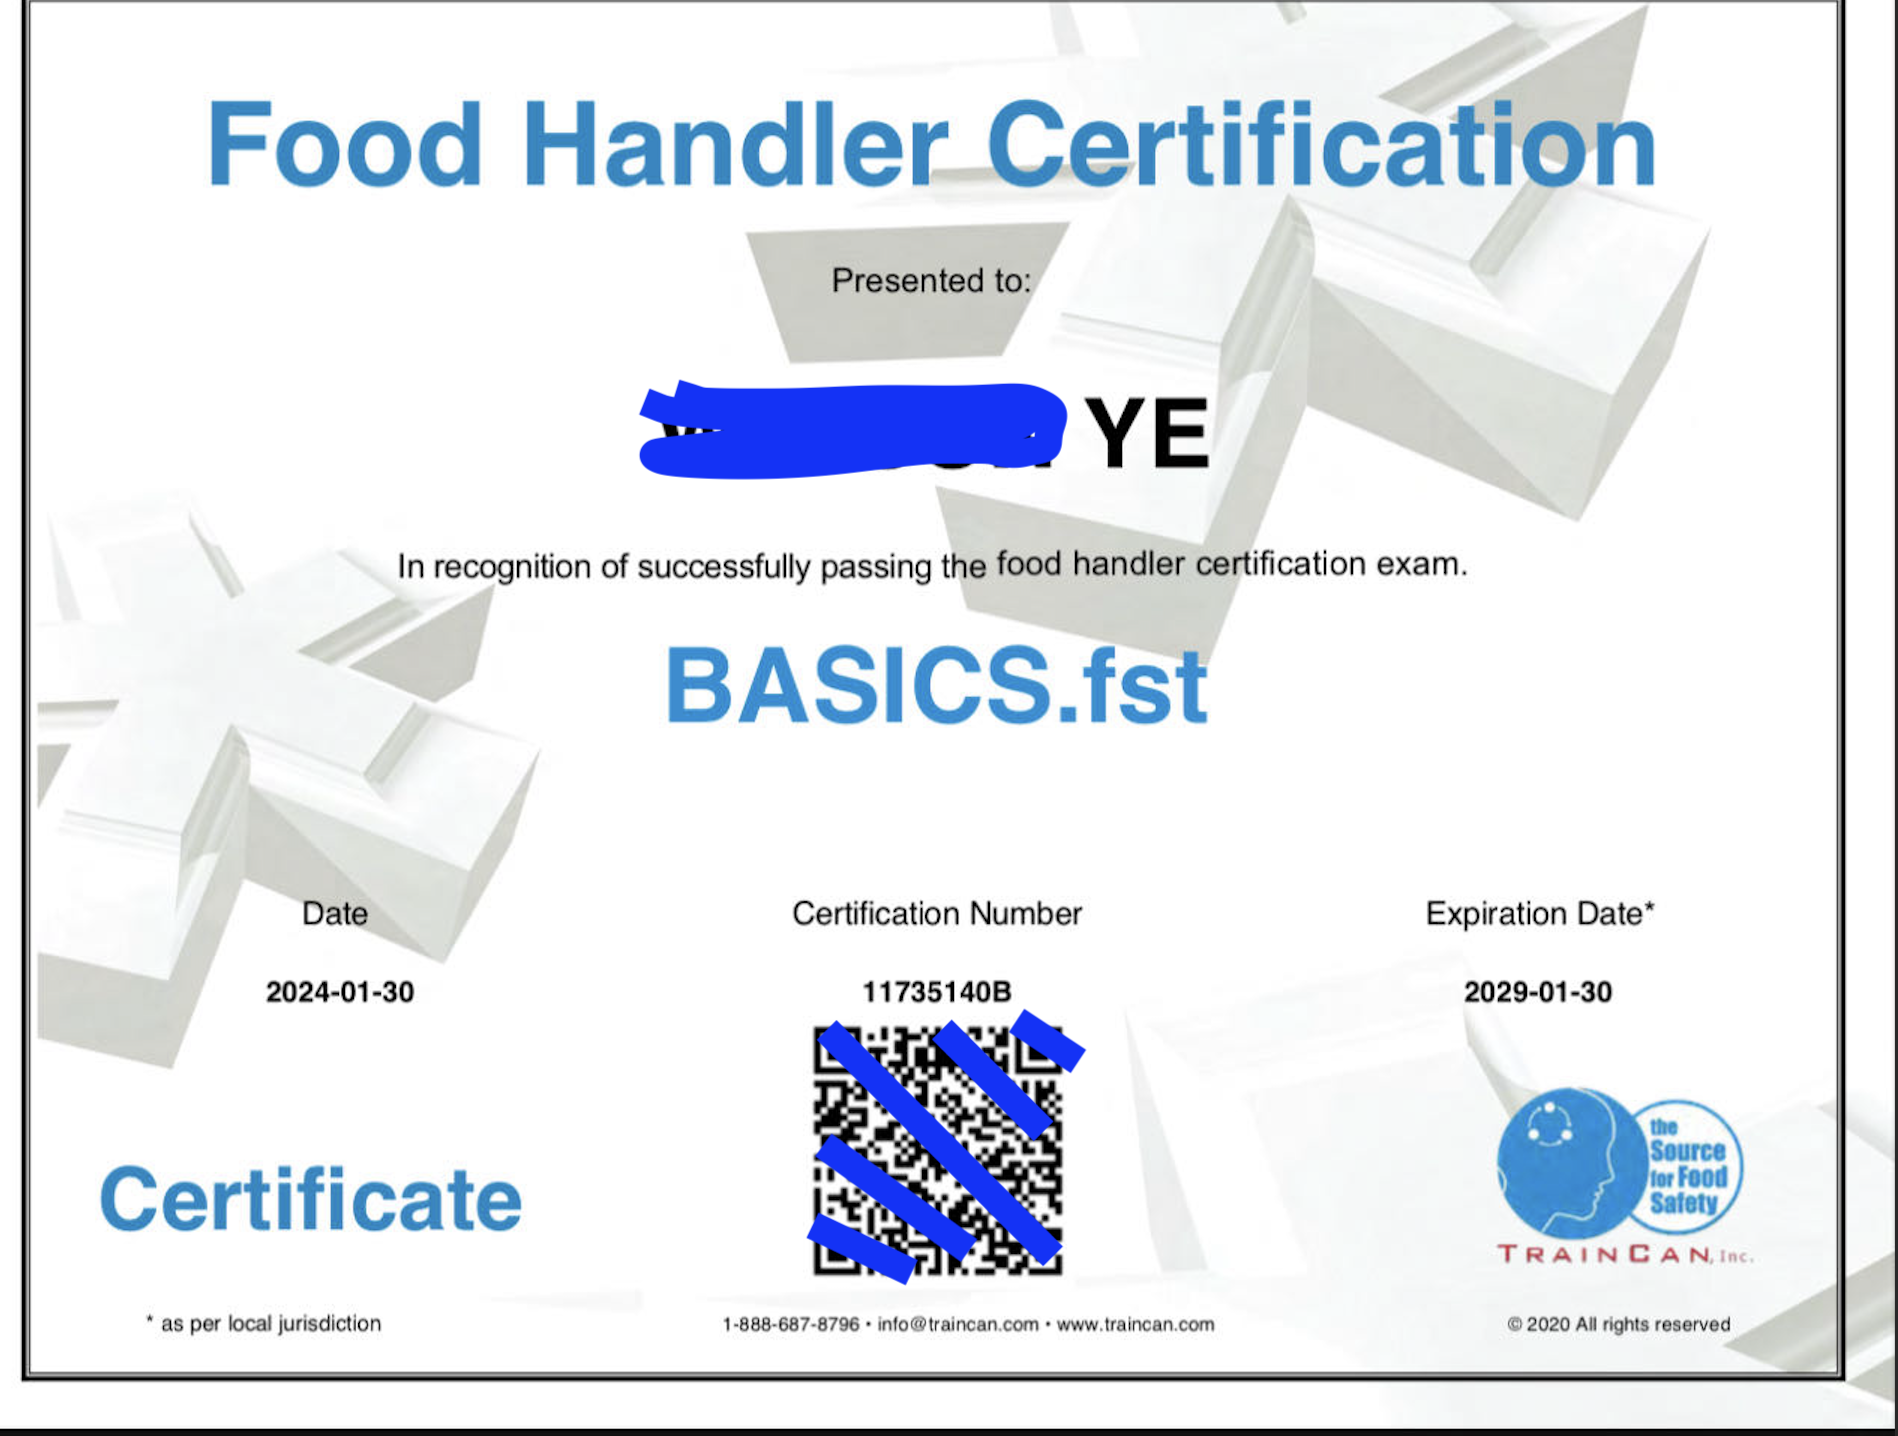 Food Handler Certification
Presented to:
YE
In recognition of successfully passing the food handler certification exam.
BASICS.fst
Date
Certification Number
Expiration Date*
2024-01-30
11735140B
2029-01-30
Certificate
the
Source
for Food
Safety
TRAINCAN, Inc.
* as per local jurisdiction
1-888-687-8796 • info@traincan.com • www.traincan.com
© 2020 All rights reserved